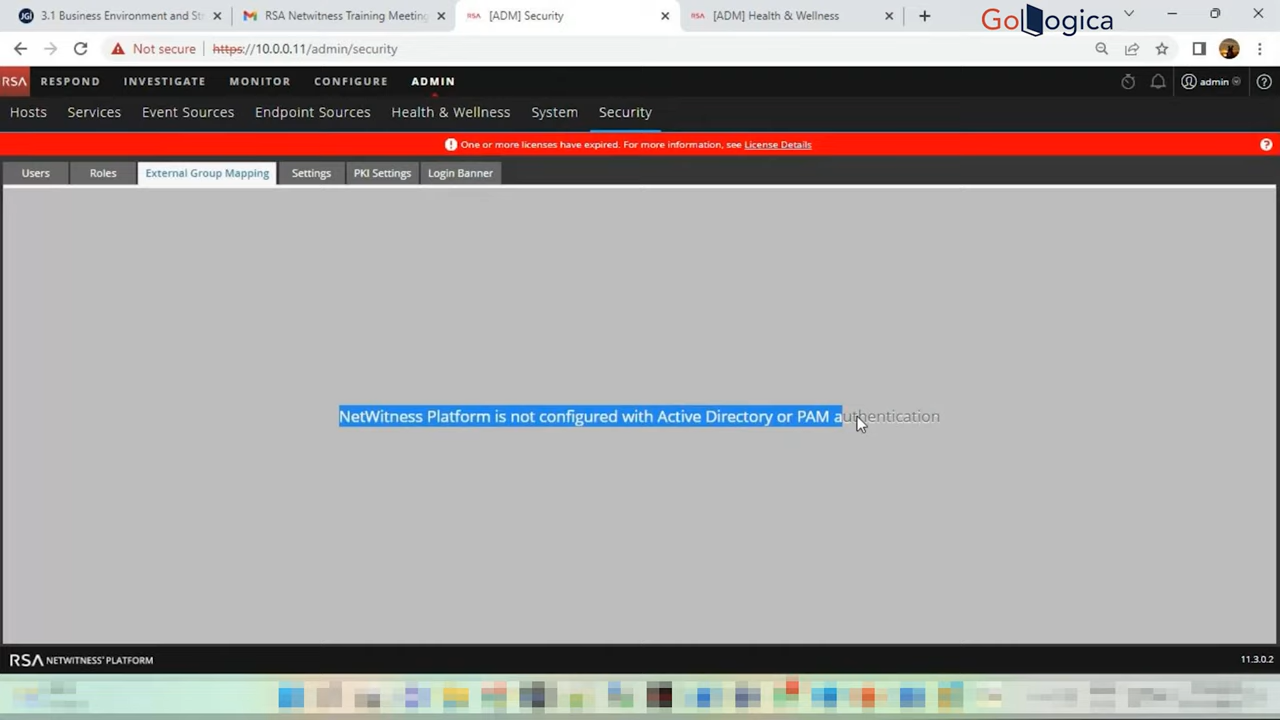 3.1 Business Environment and St
RSA Netwitness Training Meeting
RSA [ADM] Security
RSA [ADM] Health & Wellness
GoLogica
Not secure https://10.0.0.11/admin/security
RSA RESPOND INVESTIGATE MONITOR CONFIGURE ADMIN admin
Hosts Services Event Sources Endpoint Sources Health & Wellness System Security
One or more licenses have expired. For more information, see License Details
Users Roles External Group Mapping Settings PKI Settings Login Banner
NetWitness Platform is not configured with Active Directory or PAM authentication
RSA NETWITNESS® PLATFORM 11.3.0.2